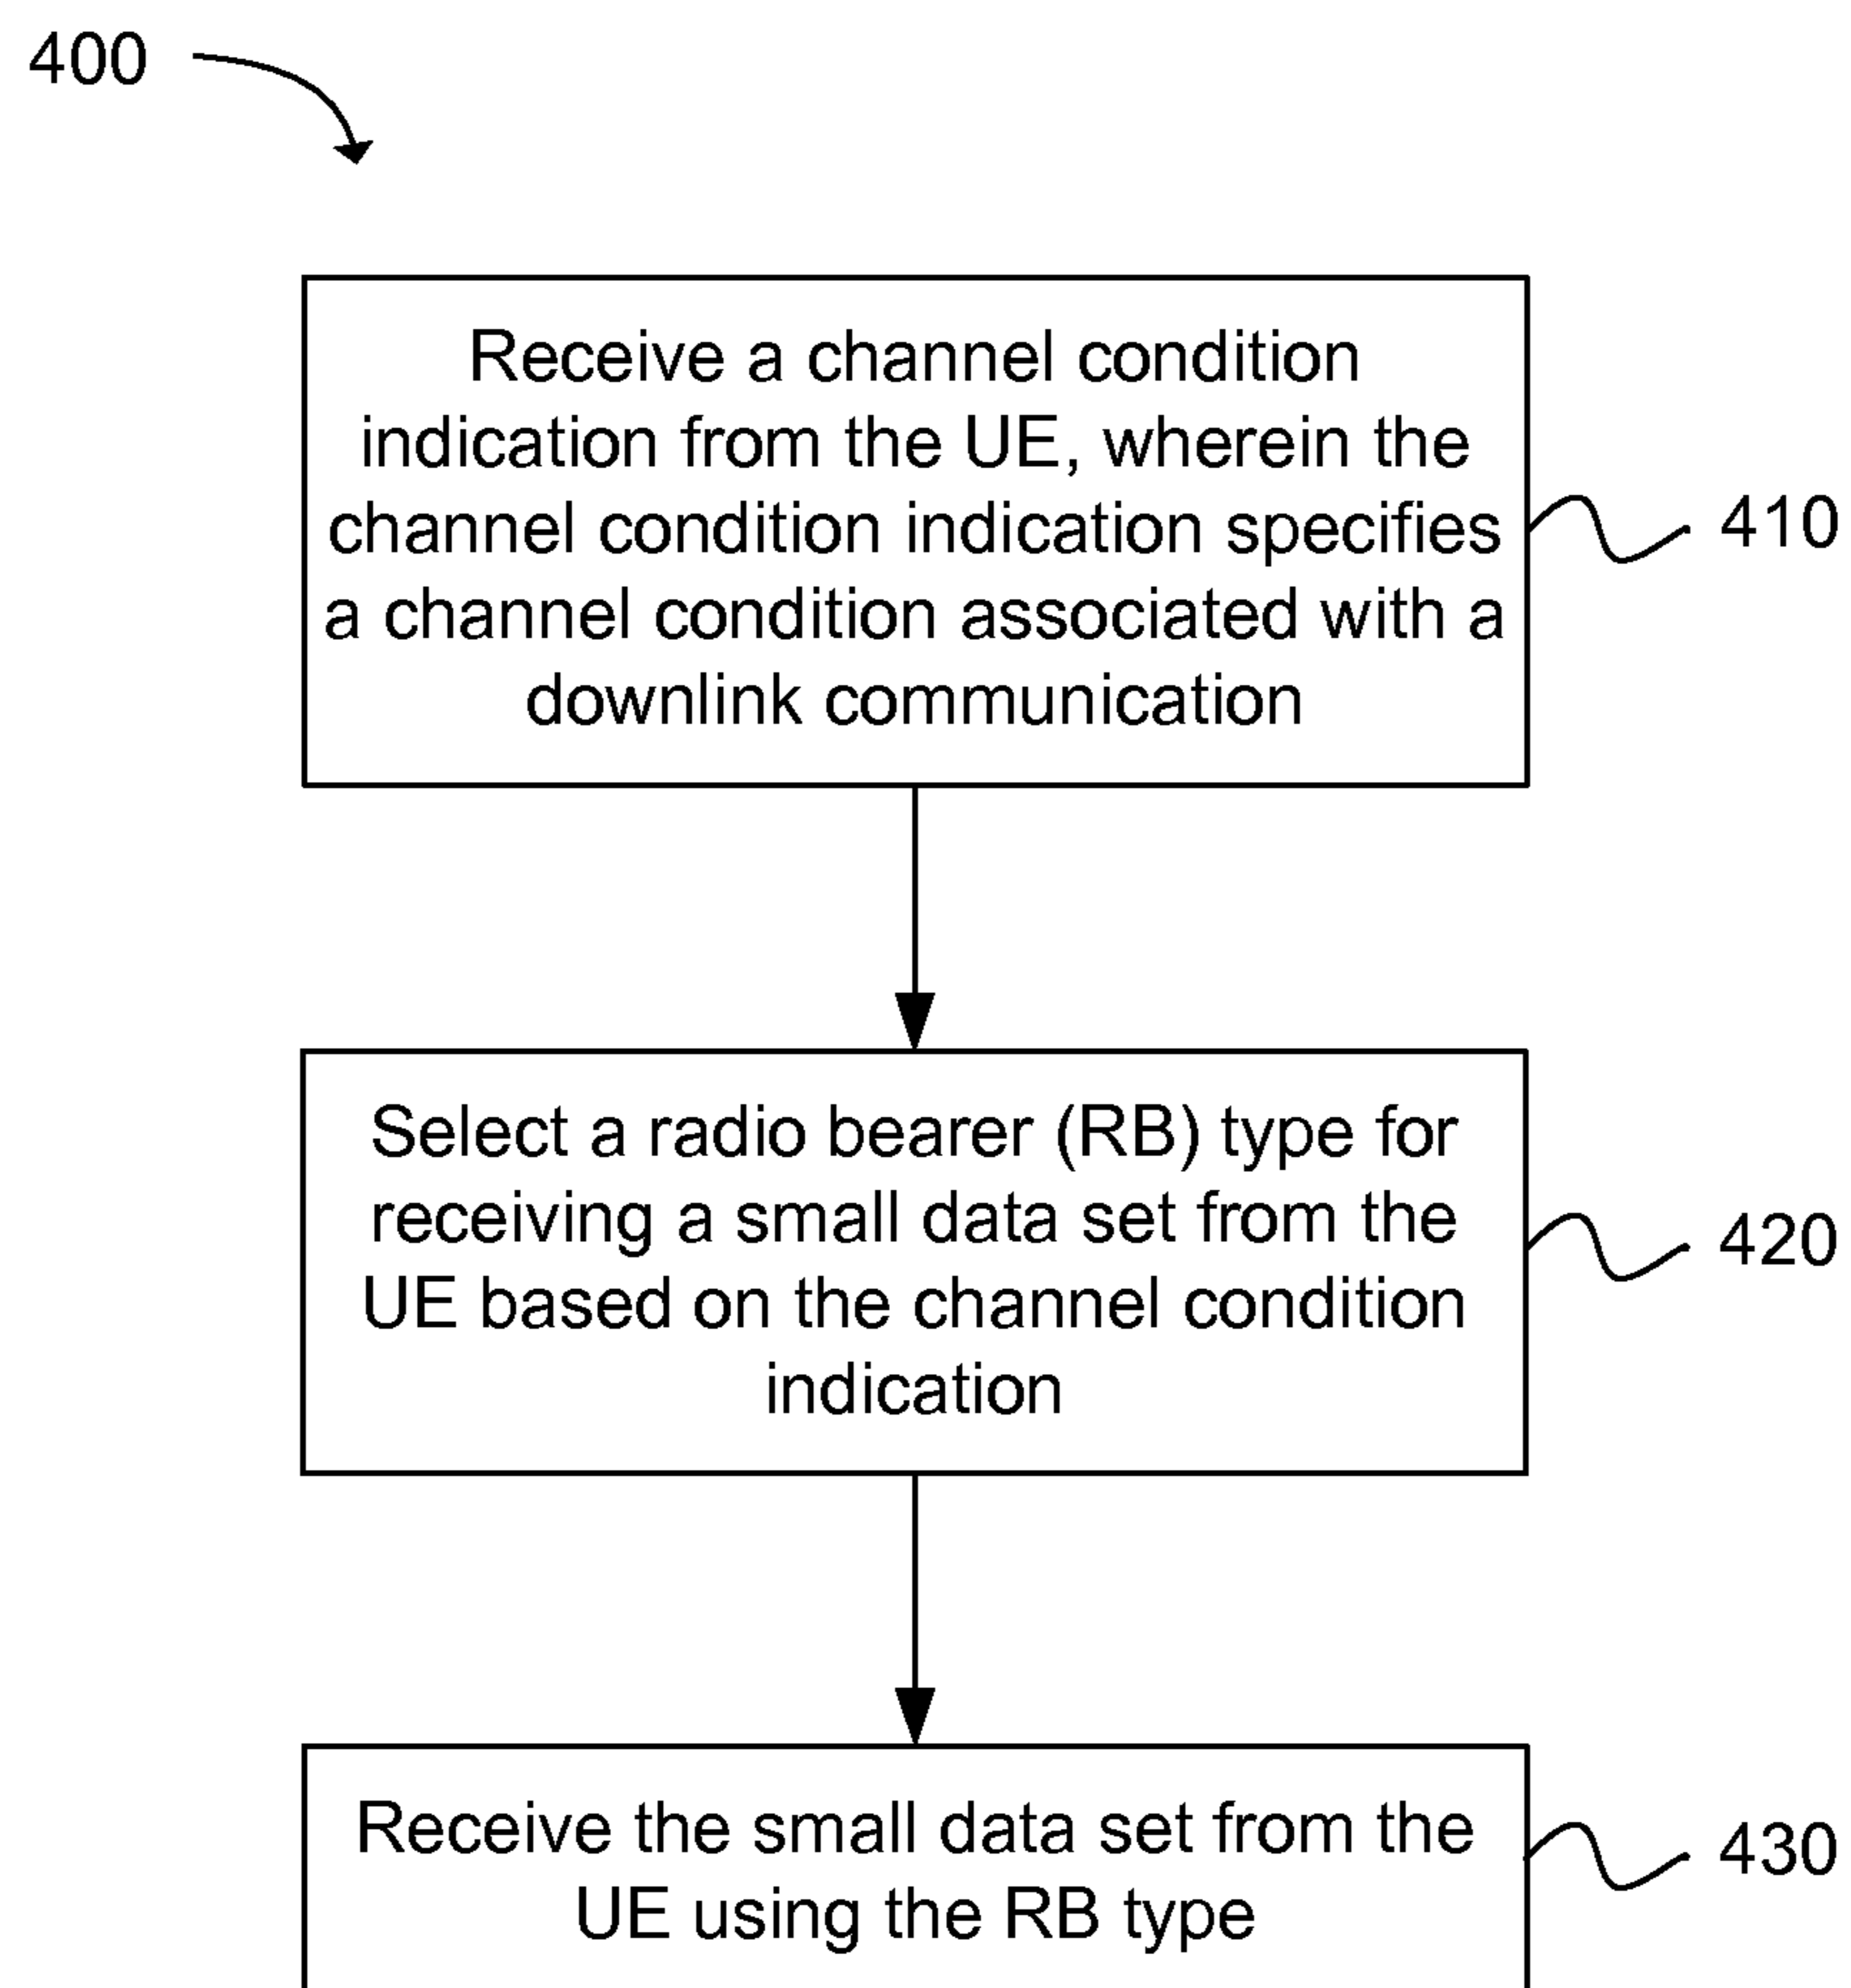 400
Receive a channel condition
indication from the UE, wherein the
channel condition indication specifies
a channel condition associated with a
downlink communication
410
Select a radio bearer (RB) type for
receiving a small data set from the
UE based on the channel condition
indication
420
Receive the small data set from the
UE using the RB type
430